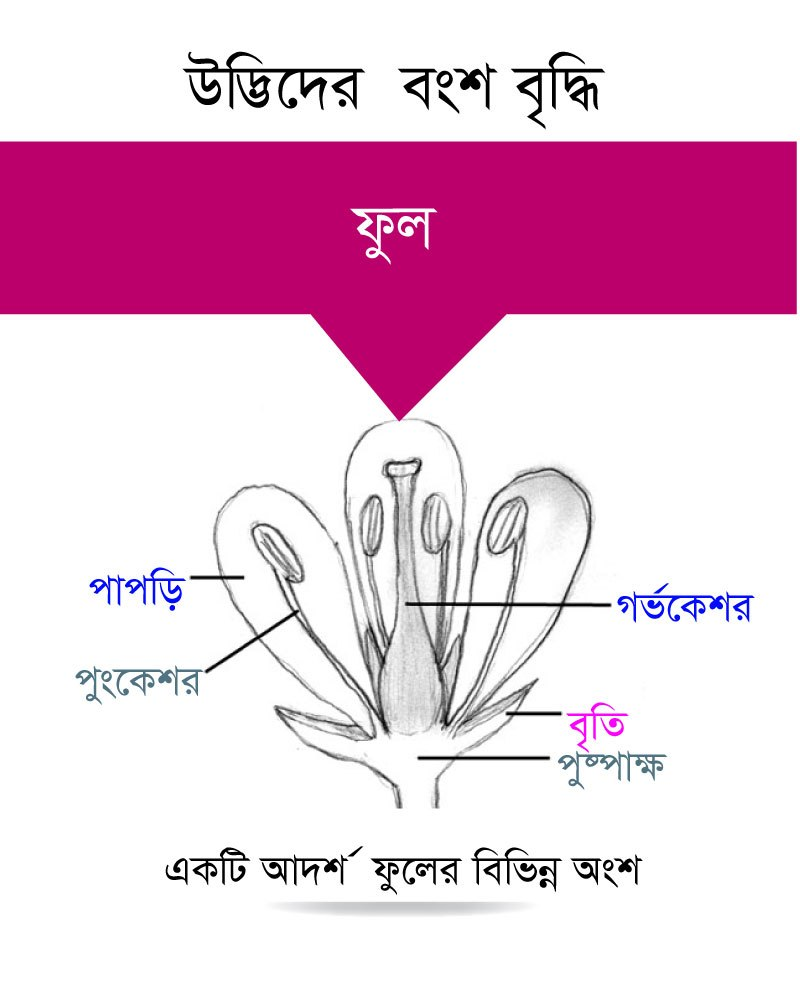 উদ্ভিদের বংশ বৃদ্ধি
ফুল
পাপড়ি
গর্ভকেশর
পুংকেশর
বৃতি
পুষ্পাক্ষ
একটি আদর্শ ফুলের বিভিন্ন অংশ